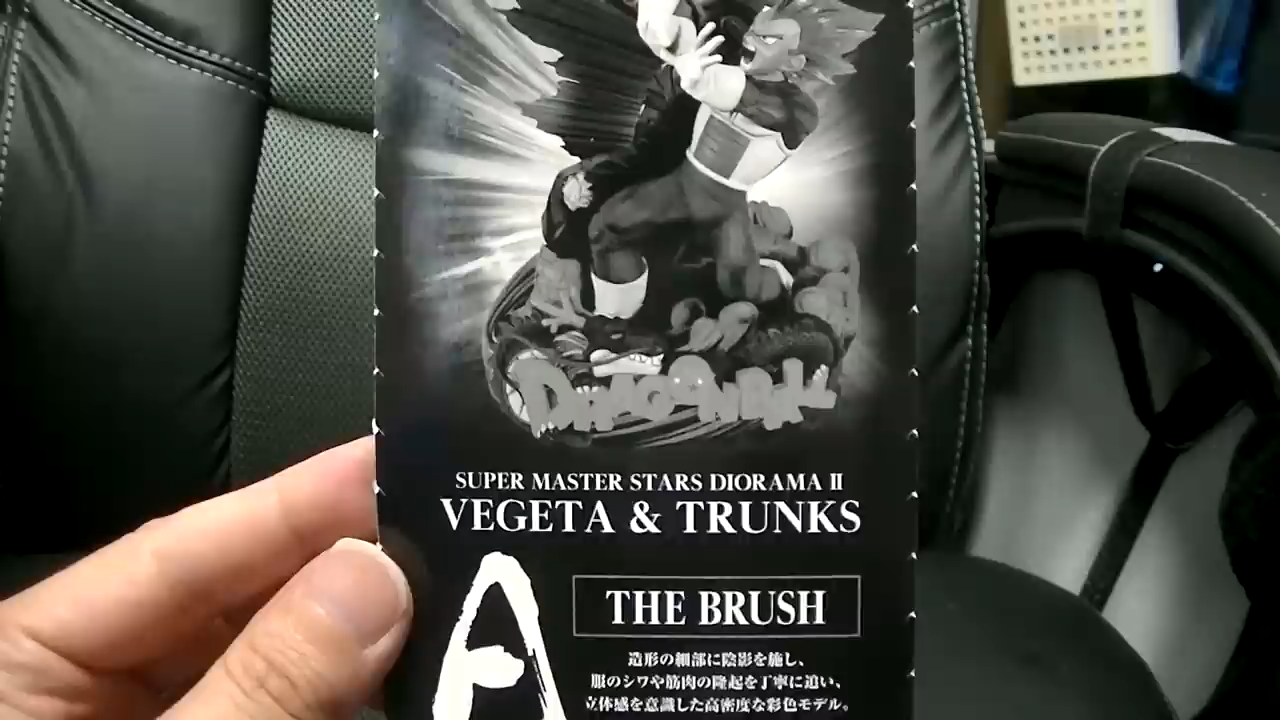 DRAGONBALL
SUPER MASTER STARS DIORAMA II
VEGETA & TRUNKS
A
THE BRUSH
造形の細部に陰影を施し、
服のシワや筋肉の隆起を丁寧に追い、
立体感を意識した高密度な彩色モデル。